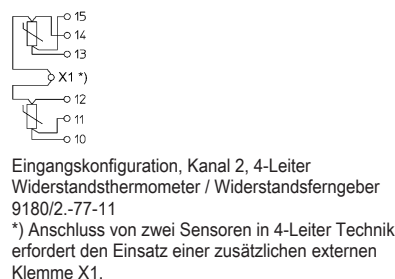 15
14
13
X1 *)
12
11
10
Eingangskonfiguration, Kanal 2, 4-Leiter
Widerstandsthermometer / Widerstandsferngeber
9180/2.-77-11
*) Anschluss von zwei Sensoren in 4-Leiter Technik
erfordert den Einsatz einer zusätzlichen externen
Klemme X1.